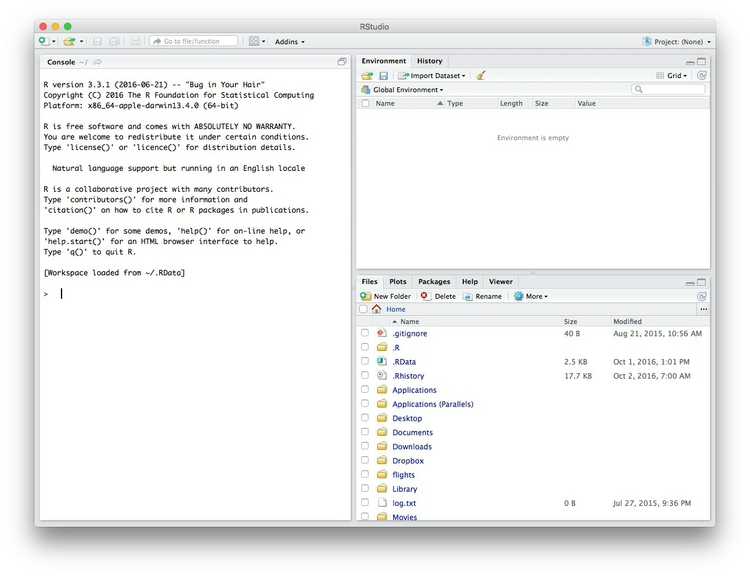 RStudio
Go to file/function
Addins
Project: (None)
Console ~/
R version 3.3.1 (2016-06-21) -- "Bug in Your Hair"
Copyright (C) 2016 The R Foundation for Statistical Computing
Platform: x86_64-apple-darwin13.4.0 (64-bit)
R is free software and comes with ABSOLUTELY NO WARRANTY.
You are welcome to redistribute it under certain conditions.
Type 'license()' or 'licence()' for distribution details.
Natural language support but running in an English locale
R is a collaborative project with many contributors.
Type 'contributors()' for more information and
'citation()' on how to cite R or R packages in publications.
Type 'demo()' for some demos, 'help()' for on-line help, or
'help.start()' for an HTML browser interface to help.
Type 'q()' to quit R.
[Workspace loaded from ~/.RData]
>
Environment History
Import Dataset Grid
Global Environment
Name Type Length Size Value
Environment is empty
Files Plots Packages Help Viewer
New Folder Delete Rename More
Home ...
Name Size Modified
.gitignore 40 B Aug 21, 2015, 10:56 AM
.R
.RData 2.5 KB Oct 1, 2016, 1:01 PM
.Rhistory 17.7 KB Oct 2, 2016, 7:00 AM
Applications
Applications (Parallels)
Desktop
Documents
Downloads
Dropbox
flights
Library
log.txt 0 B Jul 27, 2015, 9:36 PM
Movies